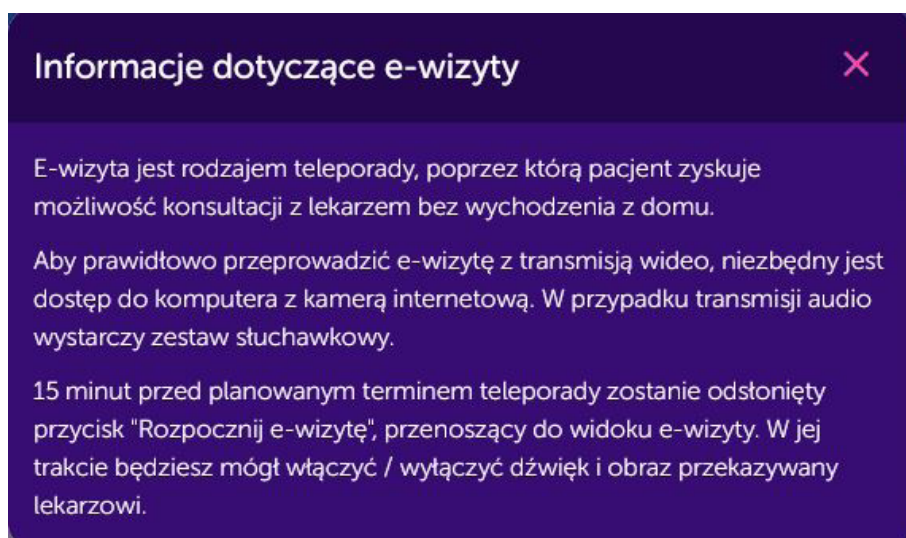 Informacje dotyczące e-wizyty
E-wizyta jest rodzajem teleporady, poprzez którą pacjent zyskuje
możliwość konsultacji z lekarzem bez wychodzenia z domu.
Aby prawidłowo przeprowadzić e-wizytę z transmisją wideo, niezbędny jest
dostęp do komputera z kamerą internetową. W przypadku transmisji audio
wystarczy zestaw słuchawkowy.
15 minut przed planowanym terminem teleporady zostanie odsłonięty
przycisk "Rozpocznij e-wizytę", przenoszący do widoku e-wizyty. W jej
trakcie będziesz mógł włączyć / wyłączyć dźwięk i obraz przekazywany
lekarzowi.